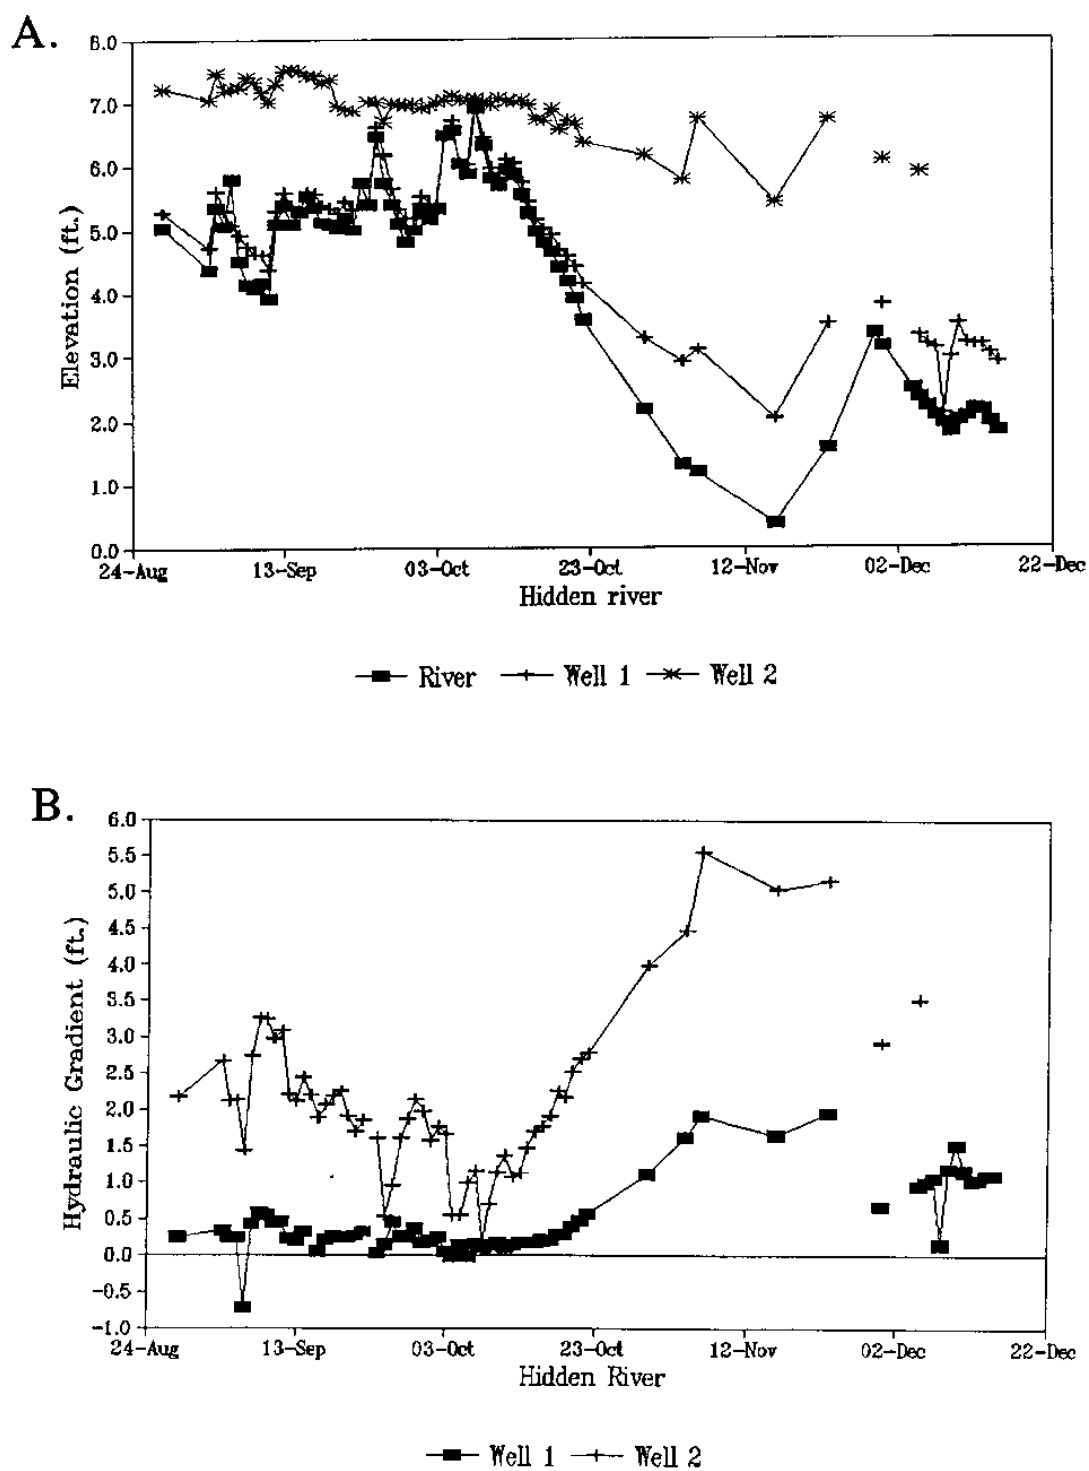 A.
8.0
7.0
6.0
5.0
4.0
3.0
2.0
1.0
0.0
Elevation (ft.)
24-Aug 13-Sep 03-Oct 23-Oct 12-Nov 02-Dec 22-Dec
Hidden river
River Well 1 Well 2
B.
6.0
5.5
5.0
4.5
4.0
3.5
3.0
2.5
2.0
1.5
1.0
0.5
0.0
-0.5
-1.0
Hydraulic Gradient (ft.)
24-Aug 13-Sep 03-Oct 23-Oct 12-Nov 02-Dec 22-Dec
Hidden River
Well 1 Well 2